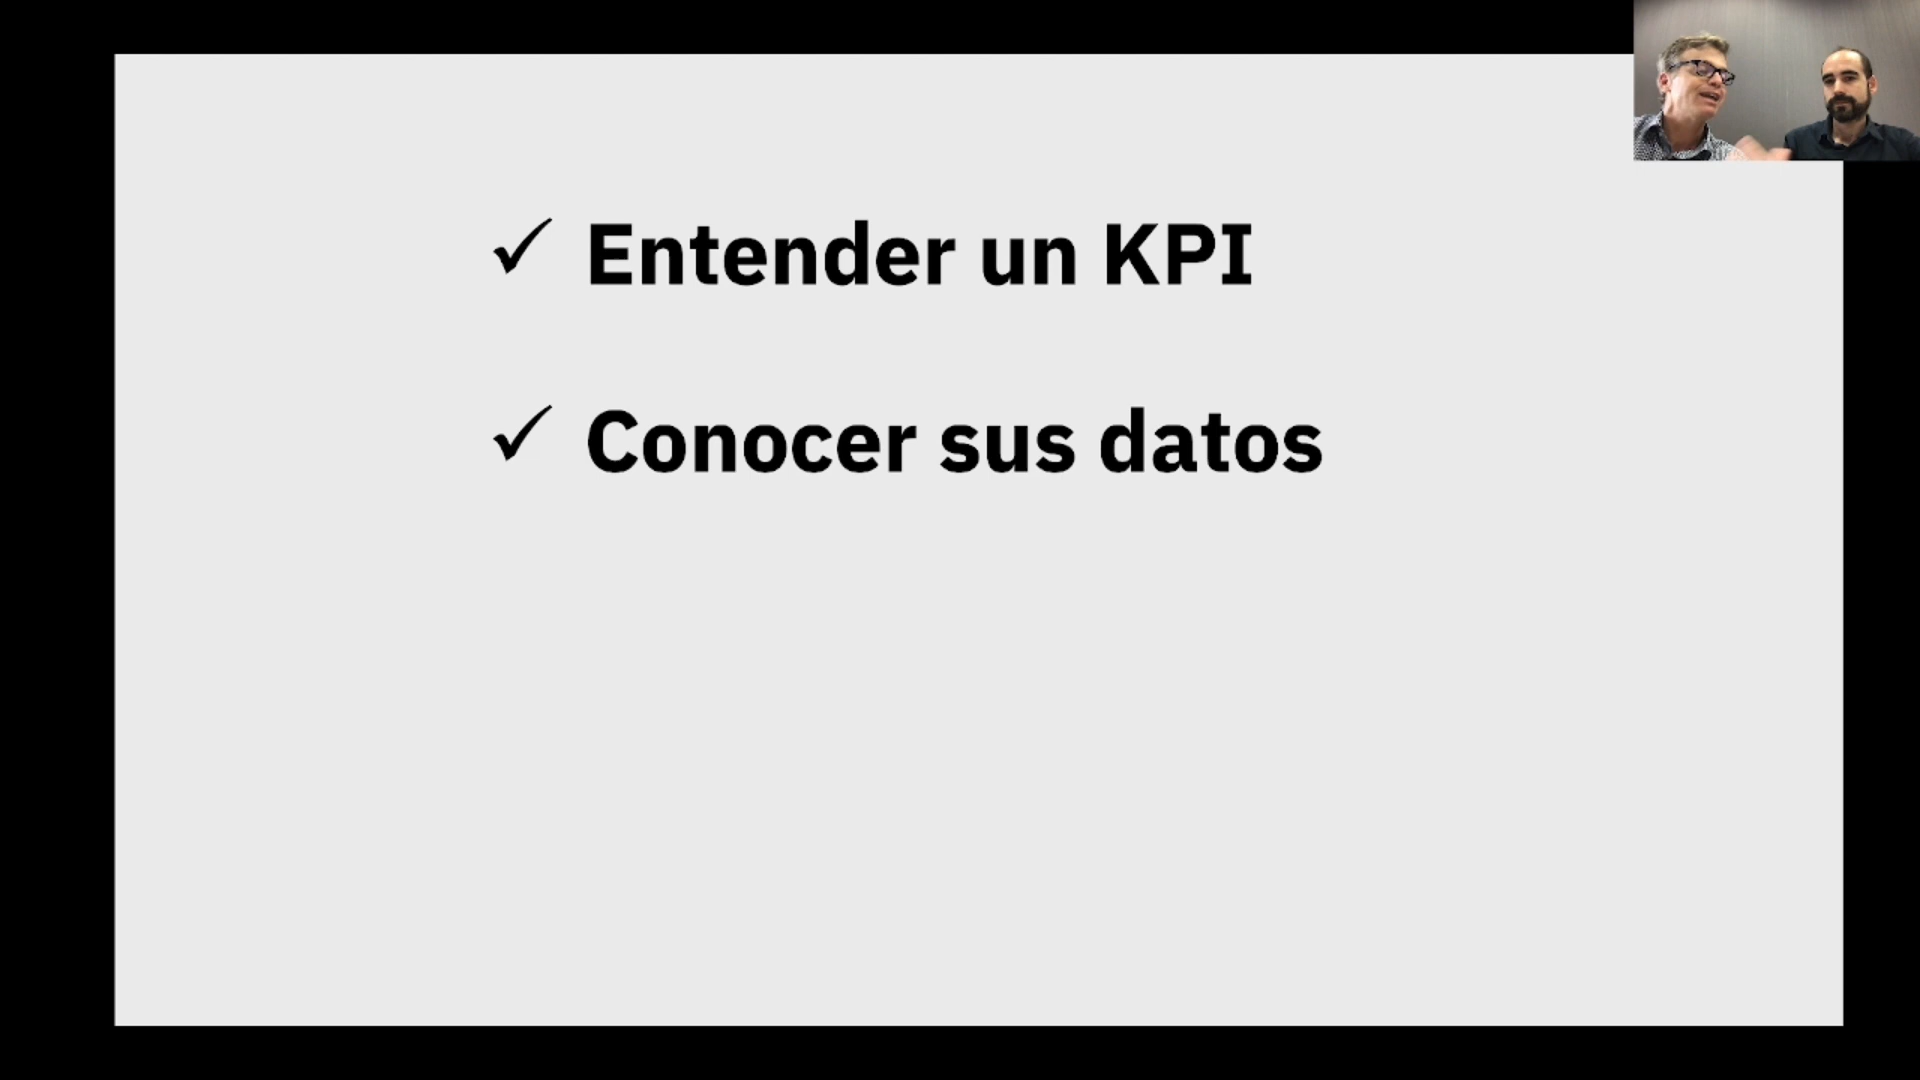 ✓ Entender un KPI
✓ Conocer sus datos